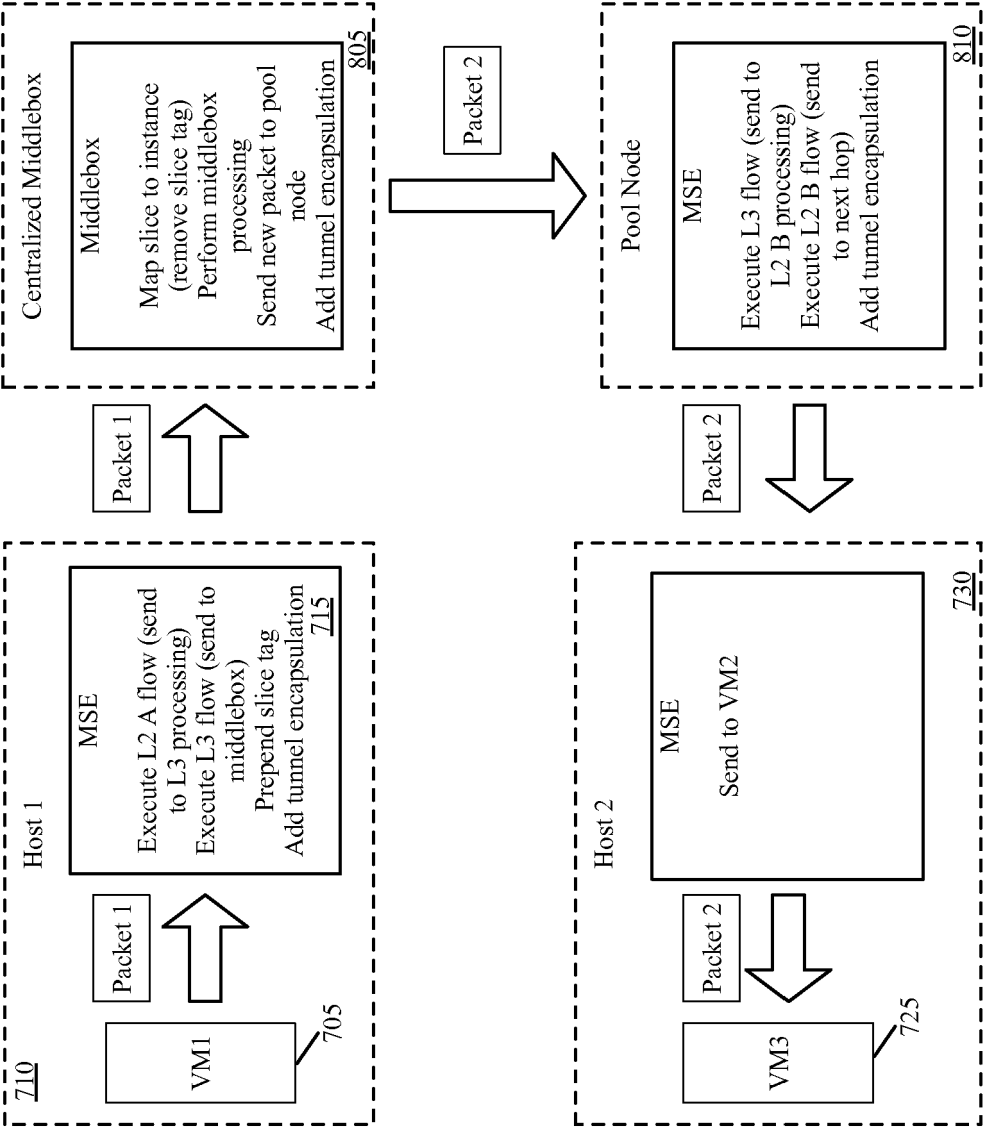 710
Host 1
VM1
705
Packet 1
MSE
Execute L2 A flow (send
to L3 processing)
Execute L3 flow (send to
middlebox)
Prepend slice tag
Add tunnel encapsulation
715
Packet 1
Centralized Middlebox
Middlebox
Map slice to instance
(remove slice tag)
Perform middlebox
processing
Send new packet to pool
node
Add tunnel encapsulation
805
Packet 2
Pool Node
MSE
Execute L3 flow (send to
L2 B processing)
Execute L2 B flow (send
to next hop)
Add tunnel encapsulation
810
Packet 2
Host 2
MSE
Send to VM2
730
Packet 2
VM3
725